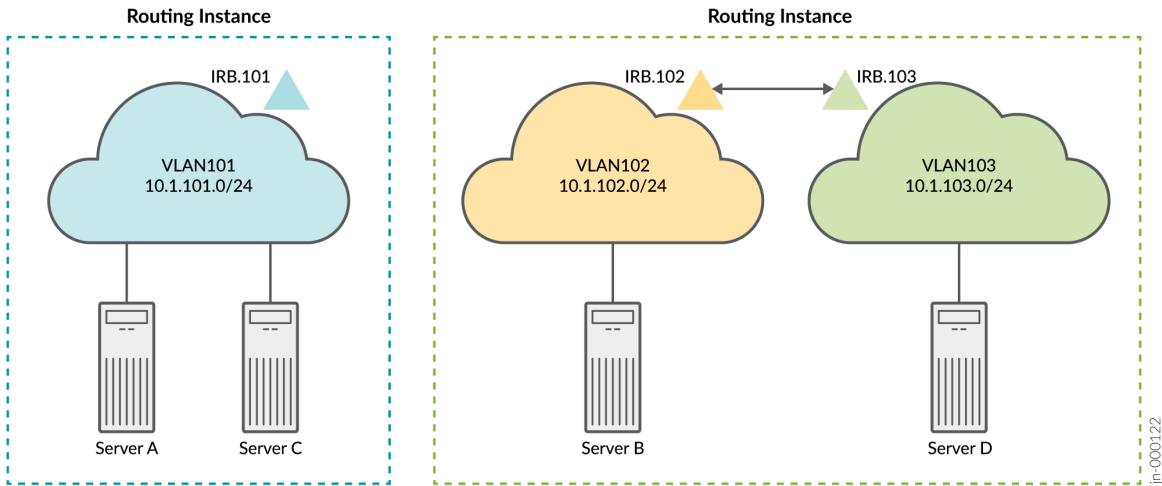 Routing Instance
IRB.101
VLAN101
10.1.101.0/24
Server A
Server C
Routing Instance
IRB.102
IRB.103
VLAN102
10.1.102.0/24
VLAN103
10.1.103.0/24
Server B
Server D
jn-000122